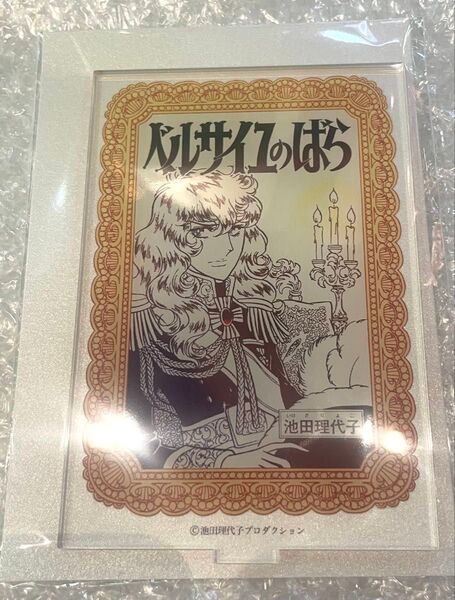 ベルサイユのばら
いけだりよこ
池田理代子
©池田理代子プロダクション